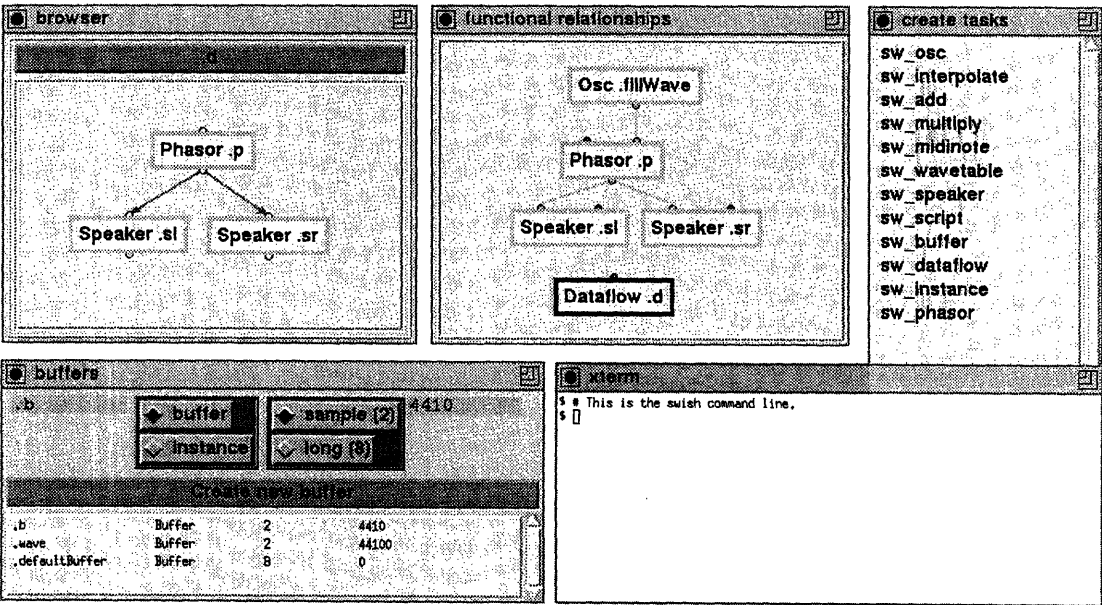 browser
d
Phasor .p
Speaker .sl
Speaker .sr
functional relationships
Osc .fillWave
Phasor .p
Speaker .sl
Speaker .sr
Dataflow .d
create tasks
sw_osc
sw_interpolate
sw_add
sw_multiply
sw_midinote
sw_wavetable
sw_speaker
sw_script
sw_buffer
sw_dataflow
sw_instance
sw_phasor
buffers
.b buffer sample (2) 4410
instance long (8)
Create new buffer
.b Buffer 2 4410
.wave Buffer 2 44100
.defaultBuffer Buffer 8 0
xterm
$ # This is the swish command line.
$